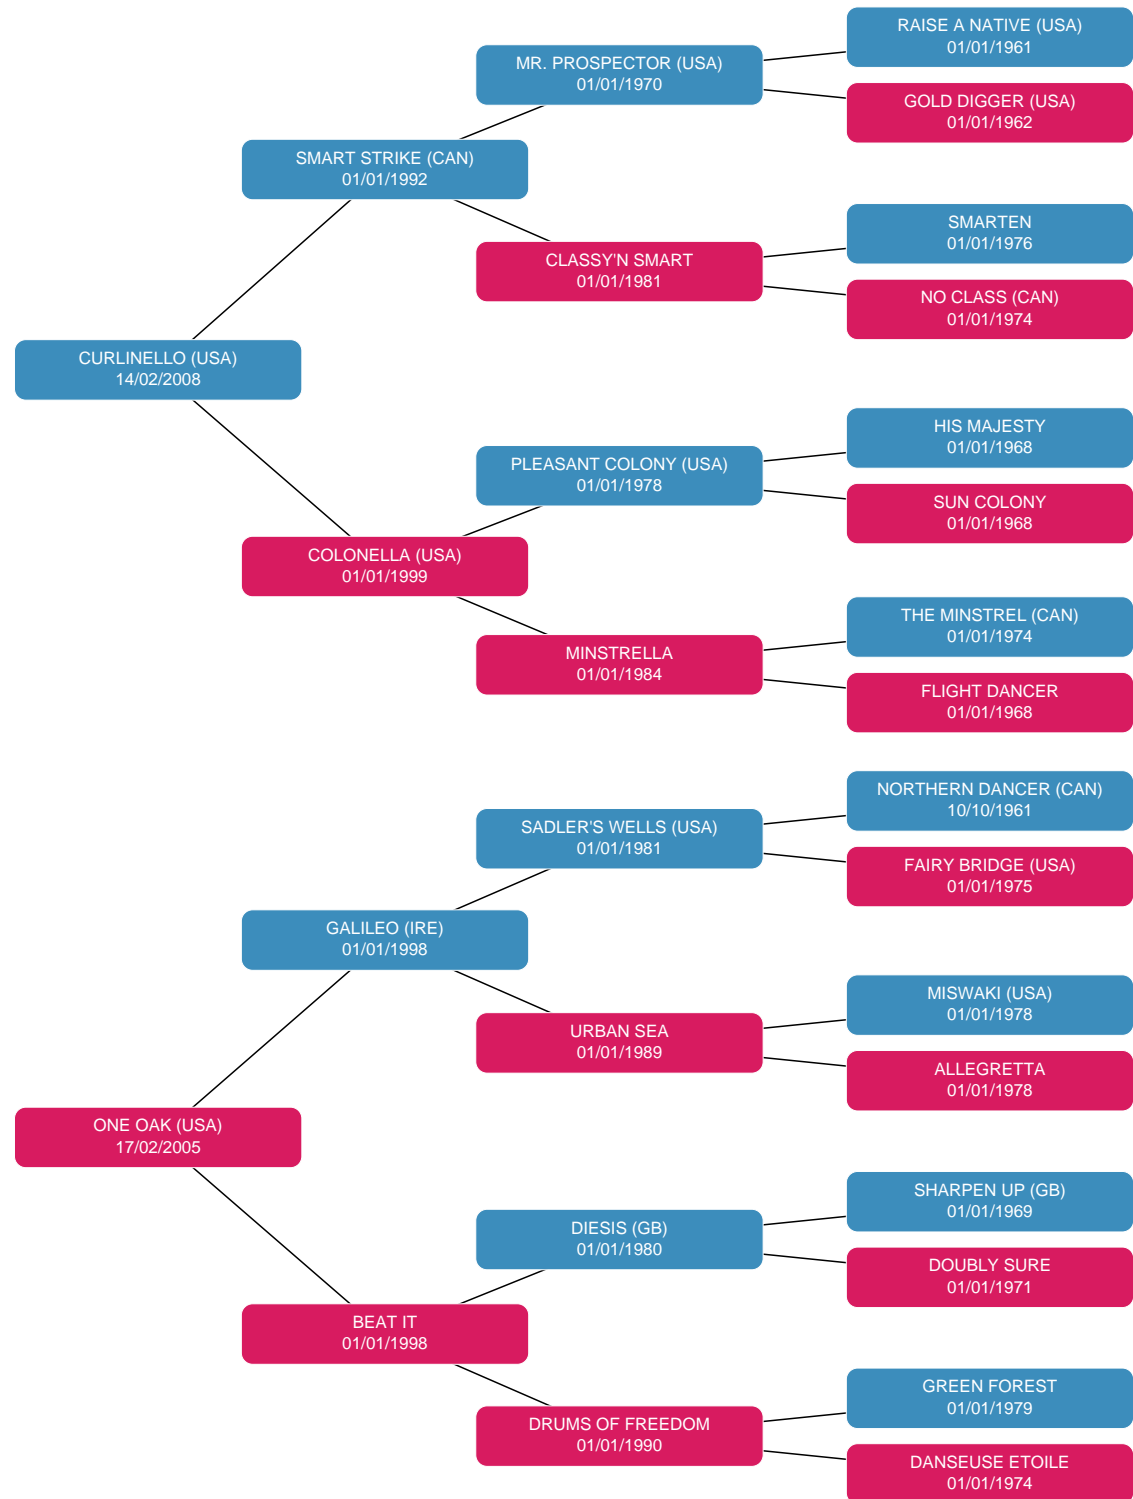 RAISE A NATIVE (USA)
01/01/1961
MR. PROSPECTOR (USA)
01/01/1970
GOLD DIGGER (USA)
01/01/1962
SMART STRIKE (CAN)
01/01/1992
SMARTEN
01/01/1976
CLASSY'N SMART
01/01/1981
NO CLASS (CAN)
01/01/1974
CURLINELLO (USA)
14/02/2008
HIS MAJESTY
01/01/1968
PLEASANT COLONY (USA)
01/01/1978
SUN COLONY
01/01/1968
COLONELLA (USA)
01/01/1999
THE MINSTREL (CAN)
01/01/1974
MINSTRELLA
01/01/1984
FLIGHT DANCER
01/01/1968
NORTHERN DANCER (CAN)
10/10/1961
SADLER'S WELLS (USA)
01/01/1981
FAIRY BRIDGE (USA)
01/01/1975
GALILEO (IRE)
01/01/1998
MISWAKI (USA)
01/01/1978
URBAN SEA
01/01/1989
ALLEGRETTA
01/01/1978
ONE OAK (USA)
17/02/2005
SHARPEN UP (GB)
01/01/1969
DIESIS (GB)
01/01/1980
DOUBLY SURE
01/01/1971
BEAT IT
01/01/1998
GREEN FOREST
01/01/1979
DRUMS OF FREEDOM
01/01/1990
DANSEUSE ETOILE
01/01/1974